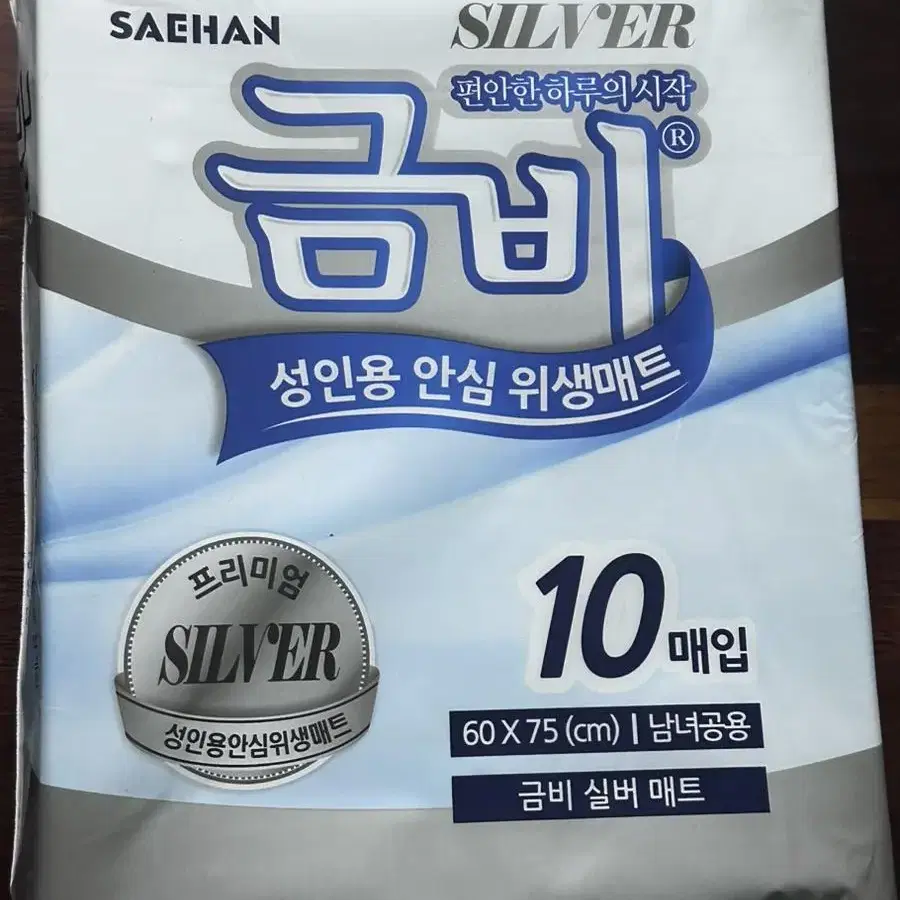 SAEHAN
SILVER
편안한 하루의 시작
금비®
성인용 안심 위생매트
프리미엄
SILVER
성인용안심위생매트
10매입
60 X 75 (cm) | 남녀공용
금비 실버 매트